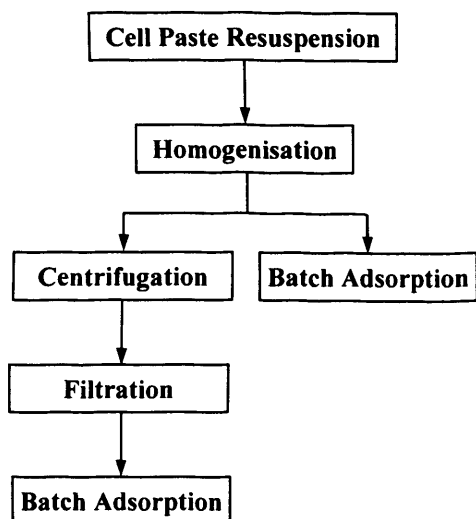 Cell Paste Resuspension
Homogenisation
Centrifugation
Batch Adsorption
Filtration
Batch Adsorption